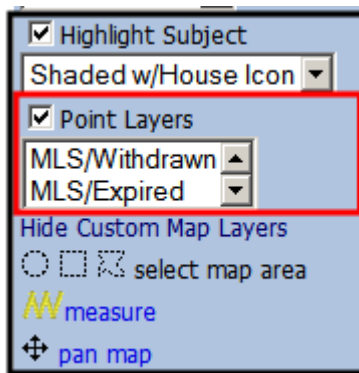 Highlight Subject
Shaded w/House Icon
Point Layers
MLS/Withdrawn
MLS/Expired
Hide Custom Map Layers
select map area
measure
pan map